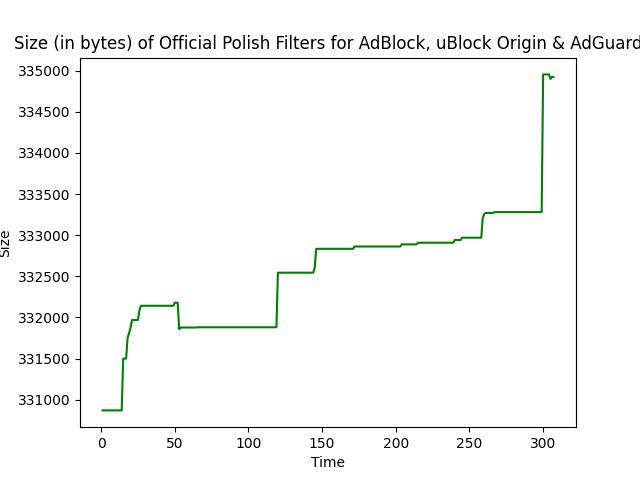 Size (in bytes) of Official Polish Filters for AdBlock, uBlock Origin & AdGuard
335000
334500
334000
333500
333000
332500
332000
331500
331000
Size
0 50 100 150 200 250 300
Time